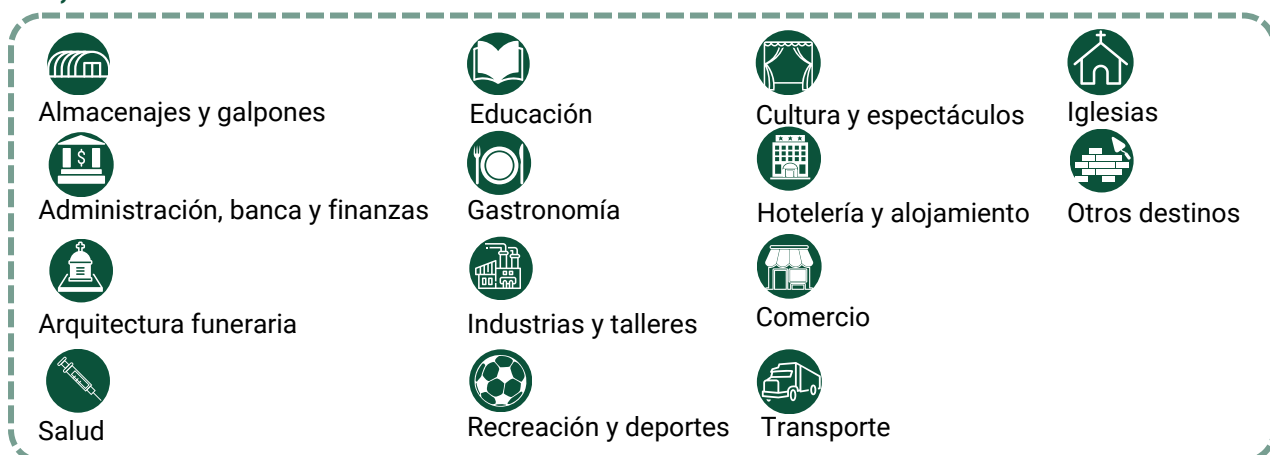 Almacenajes y galpones
Educación
Cultura y espectáculos
Iglesias
$
Administración, banca y finanzas
Gastronomía
Hotelería y alojamiento
Otros destinos
Arquitectura funeraria
Industrias y talleres
Comercio
Salud
Recreación y deportes
Transporte